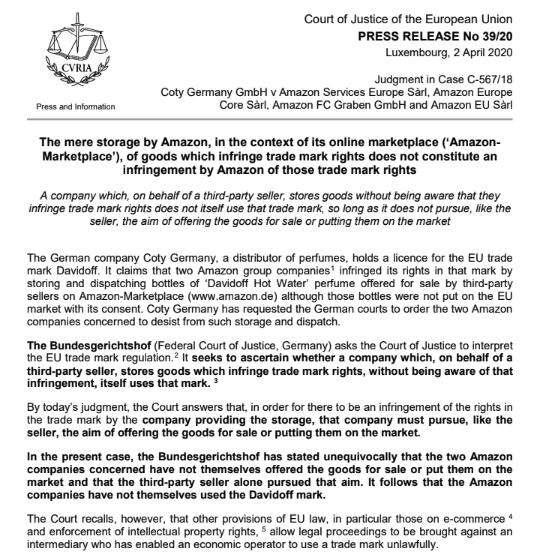 Court of Justice of the European Union
PRESS RELEASE No 39/20
Luxembourg, 2 April 2020
CVRIA
Press and Information
Judgment in Case C-567/18
Coty Germany GmbH v Amazon Services Europe Sàrl, Amazon Europe
Core Sàrl, Amazon FC Graben GmbH and Amazon EU Sàrl
The mere storage by Amazon, in the context of its online marketplace (‘Amazon-
Marketplace’), of goods which infringe trade mark rights does not constitute an
infringement by Amazon of those trade mark rights
A company which, on behalf of a third-party seller, stores goods without being aware that they
infringe trade mark rights does not itself use that trade mark, so long as it does not pursue, like the
seller, the aim of offering the goods for sale or putting them on the market
The German company Coty Germany, a distributor of perfumes, holds a licence for the EU trade
mark Davidoff. It claims that two Amazon group companies¹ infringed its rights in that mark by
storing and dispatching bottles of ‘Davidoff Hot Water’ perfume offered for sale by third-party
sellers on Amazon-Marketplace (www.amazon.de) although those bottles were not put on the EU
market with its consent. Coty Germany has requested the German courts to order the two Amazon
companies concerned to desist from such storage and dispatch.
The Bundesgerichtshof (Federal Court of Justice, Germany) asks the Court of Justice to interpret
the EU trade mark regulation.² It seeks to ascertain whether a company which, on behalf of a
third-party seller, stores goods which infringe trade mark rights, without being aware of that
infringement, itself uses that mark. ³
By today’s judgment, the Court answers that, in order for there to be an infringement of the rights in
the trade mark by the company providing the storage, that company must pursue, like the
seller, the aim of offering the goods for sale or putting them on the market.
In the present case, the Bundesgerichtshof has stated unequivocally that the two Amazon
companies concerned have not themselves offered the goods for sale or put them on the
market and that the third-party seller alone pursued that aim. It follows that the Amazon
companies have not themselves used the Davidoff mark.
The Court recalls, however, that other provisions of EU law, in particular those on e-commerce ⁴
and enforcement of intellectual property rights, ⁵ allow legal proceedings to be brought against an
intermediary who has enabled an economic operator to use a trade mark unlawfully.